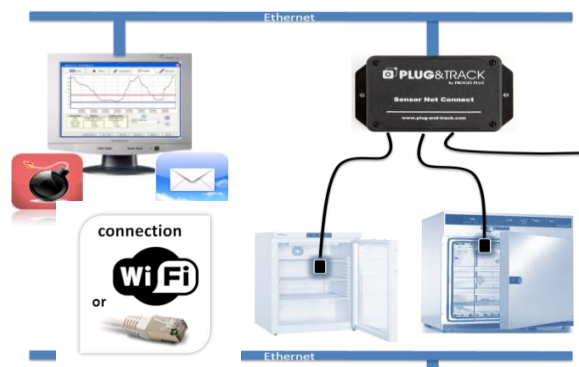 Ethernet
PLUG&TRACK
by PROGES PLUS
Sensor Net Connect
www.plug-and-track.com
connection
WiFi
or
Ethernet